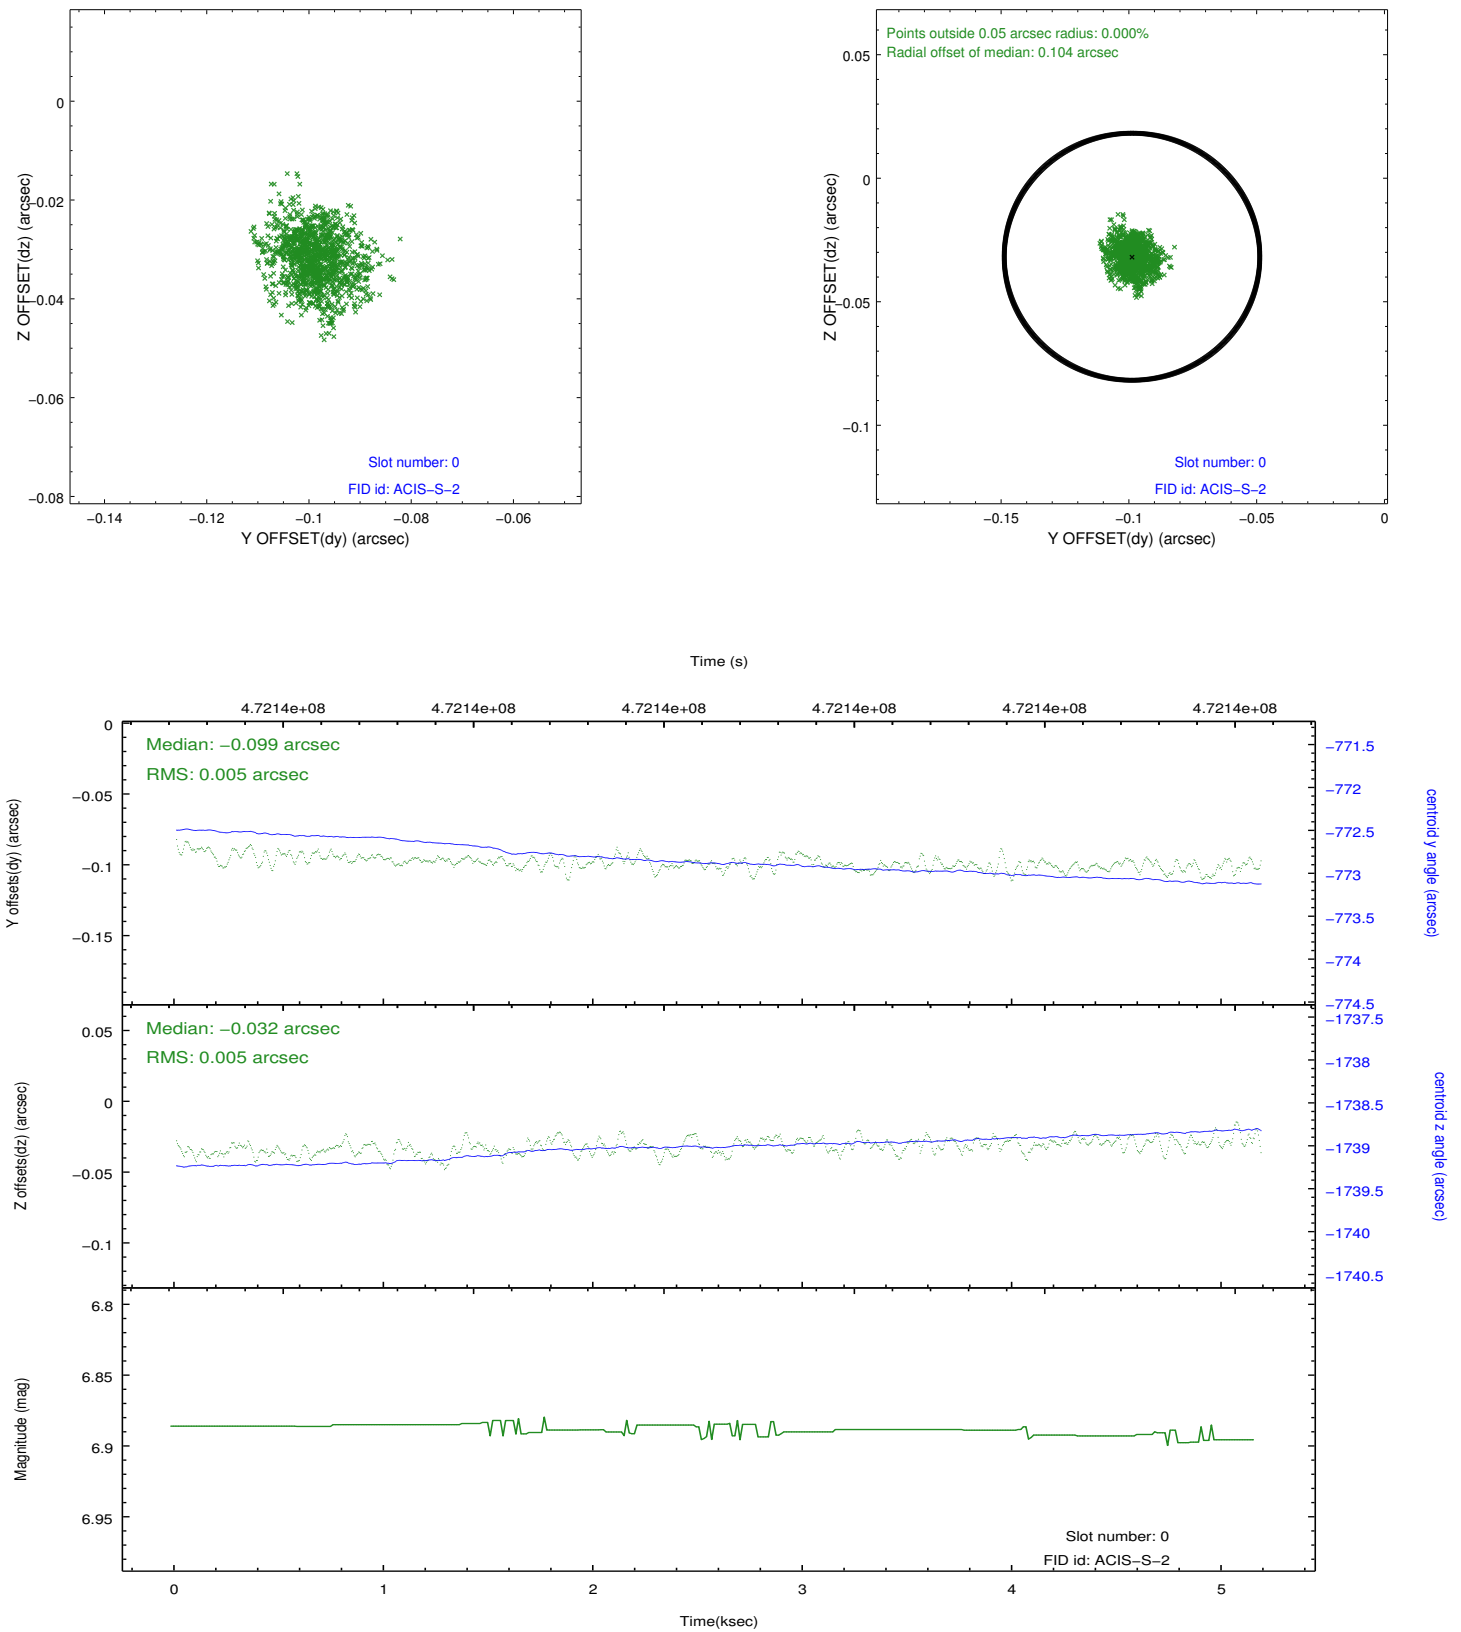 0
−0.02
−0.04
−0.06
−0.08
Z OFFSET(dz) (arcsec)
Slot number: 0
FID id: ACIS−S−2
−0.14
−0.12
−0.1
−0.08
−0.06
Y OFFSET(dy) (arcsec)
Points outside 0.05 arcsec radius: 0.000%
Radial offset of median: 0.104 arcsec
0.05
0
−0.05
−0.1
Z OFFSET(dz) (arcsec)
Slot number: 0
FID id: ACIS−S−2
−0.15
−0.1
−0.05
0
Y OFFSET(dy) (arcsec)
Time (s)
4.7214e+08
4.7214e+08
4.7214e+08
4.7214e+08
4.7214e+08
4.7214e+08
Median: −0.099 arcsec
RMS: 0.005 arcsec
0
−0.05
−0.1
−0.15
Y offsets(dy) (arcsec)
−771.5
−772
−772.5
−773
−773.5
−774
−774.5
centroid y angle (arcsec)
Median: −0.032 arcsec
RMS: 0.005 arcsec
0.05
0
−0.05
−0.1
Z offsets(dz) (arcsec)
−1737.5
−1738
−1738.5
−1739
−1739.5
−1740
−1740.5
centroid z angle (arcsec)
6.8
6.85
6.9
6.95
Magnitude (mag)
Slot number: 0
FID id: ACIS−S−2
0
1
2
3
4
5
Time(ksec)